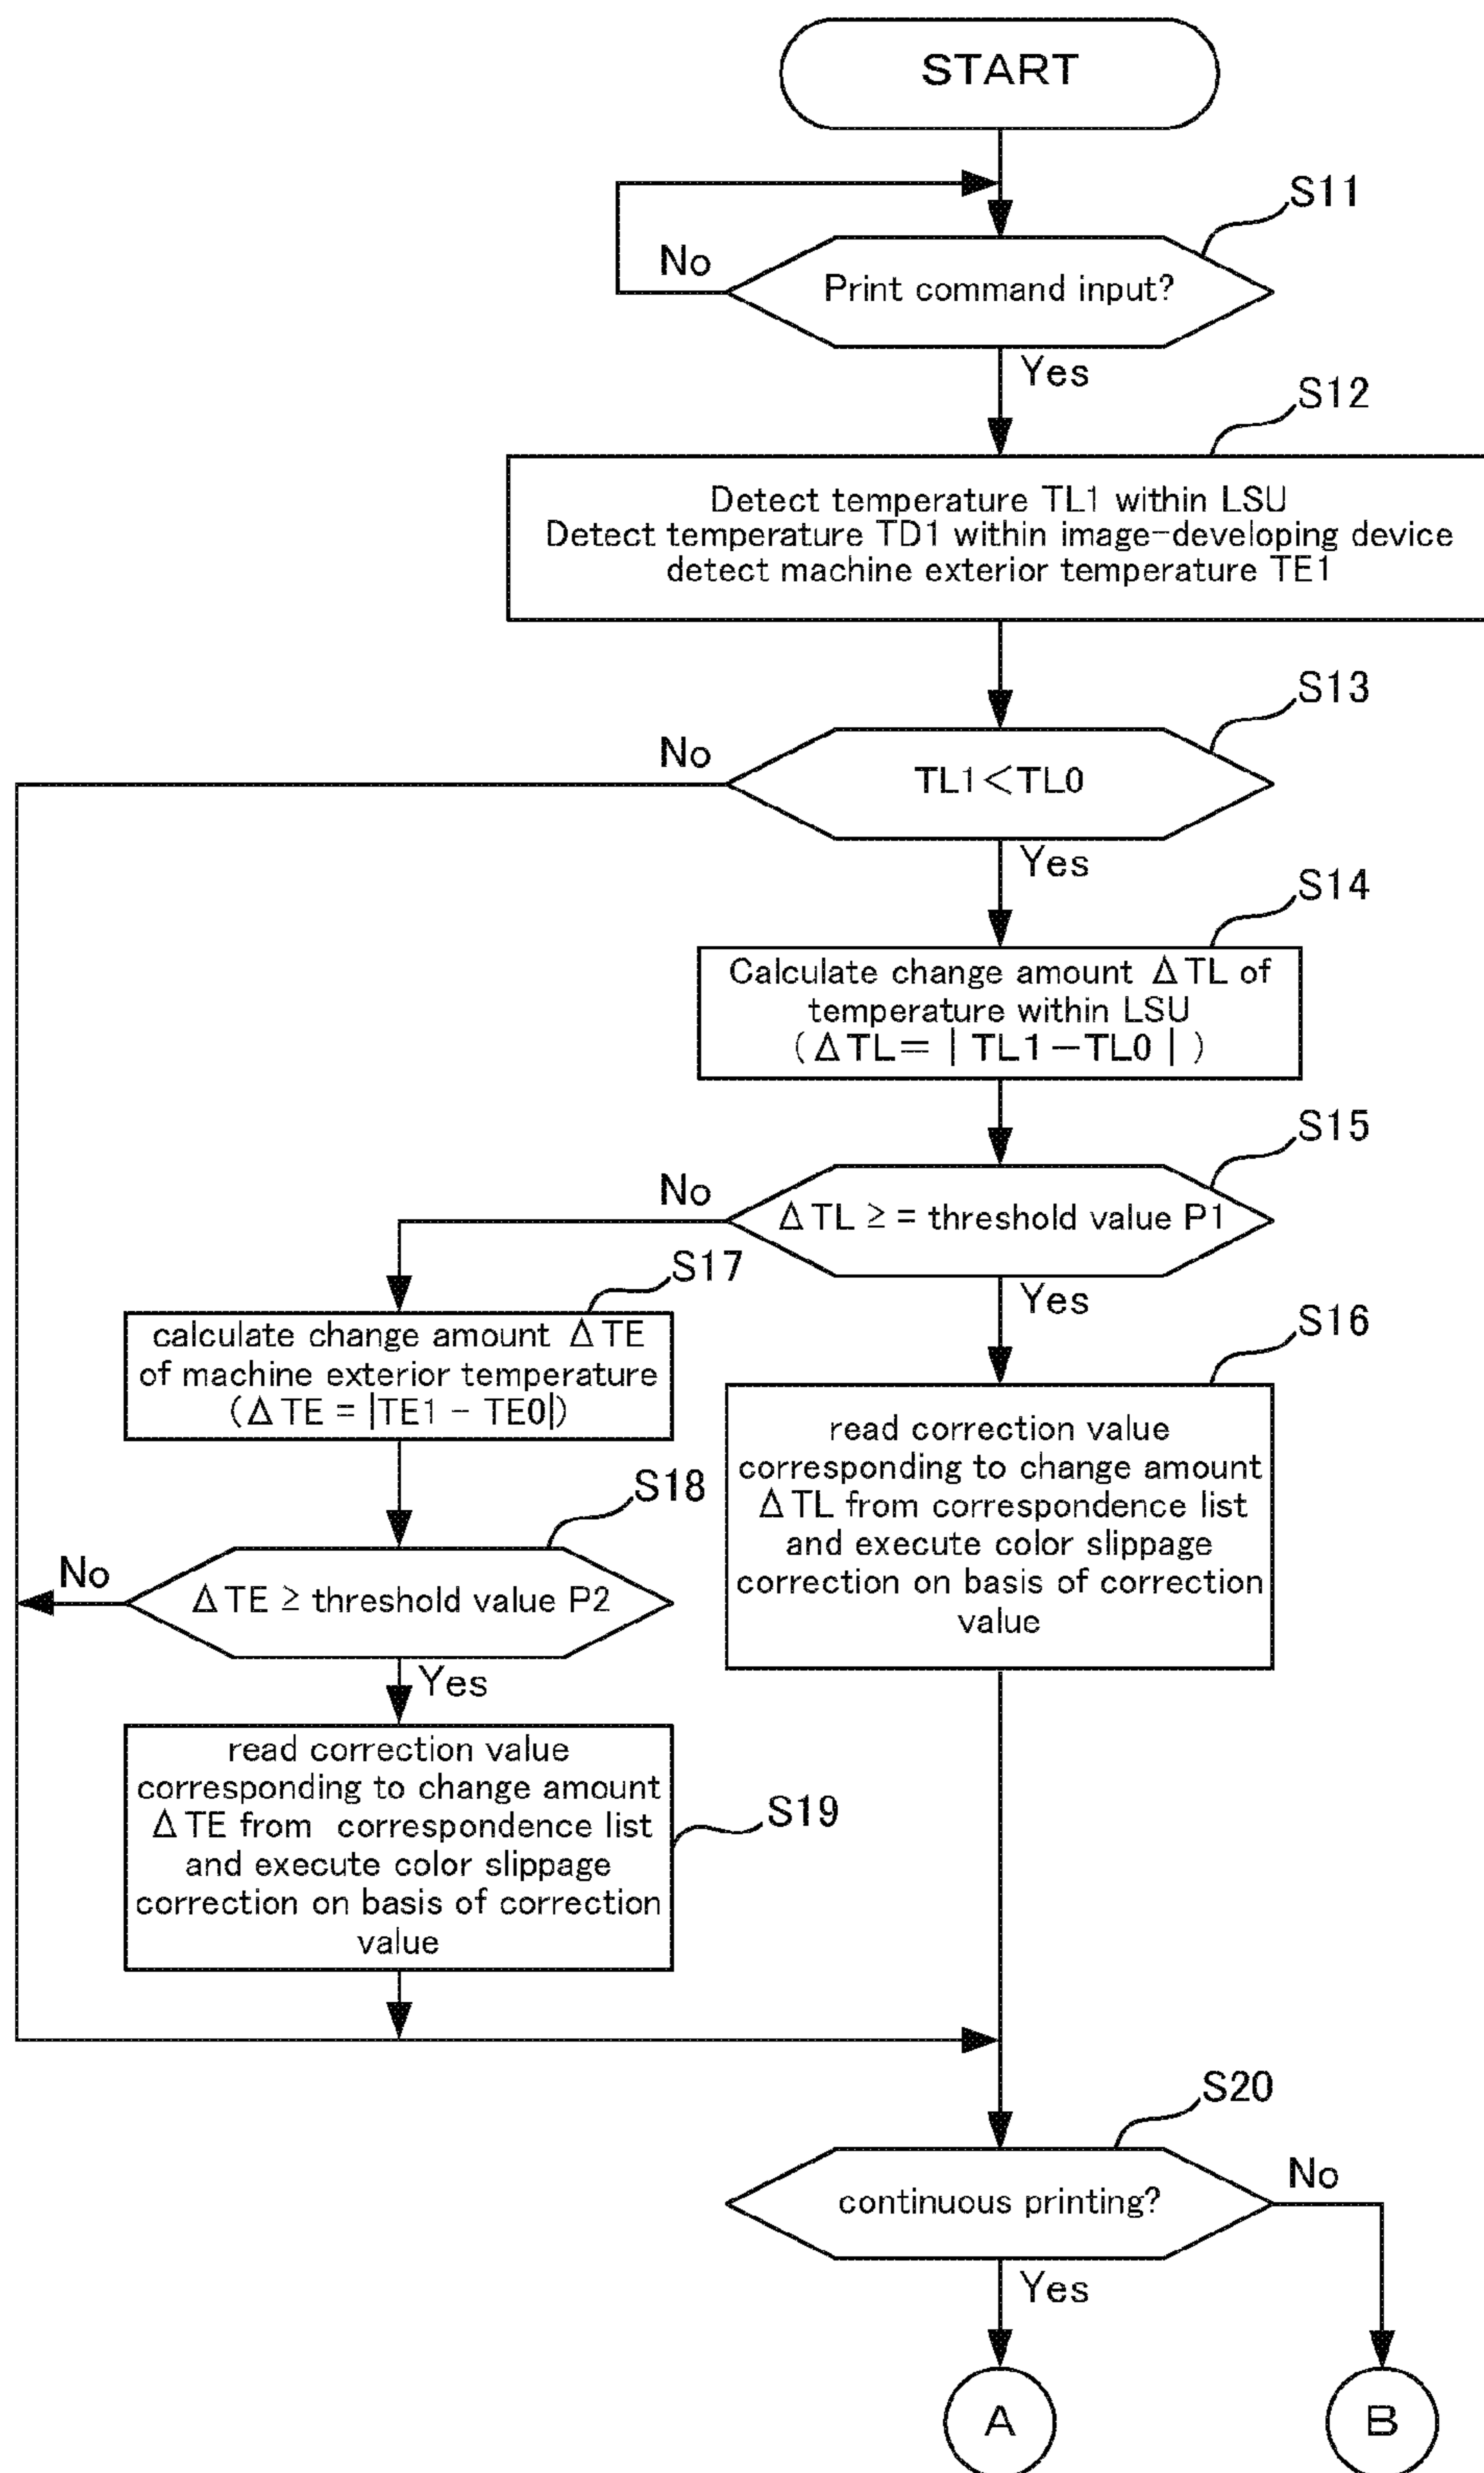 START
S11
No
Print command input?
Yes
S12
Detect temperature TL1 within LSU
Detect temperature TD1 within image-developing device
detect machine exterior temperature TE1
S13
No
TL1<TL0
Yes
S14
Calculate change amount ΔTL of
temperature within LSU
(ΔTL= | TL1-TL0 | )
S15
No
ΔTL ≥ = threshold value P1
Yes
S17
calculate change amount ΔTE
of machine exterior temperature
(ΔTE = |TE1 - TE0|)
S16
read correction value
corresponding to change amount
ΔTL from correspondence list
and execute color slippage
correction on basis of correction
value
S18
No
ΔTE ≥ threshold value P2
Yes
read correction value
corresponding to change amount
ΔTE from correspondence list
and execute color slippage
correction on basis of correction
value
S19
S20
continuous printing?
No
Yes
A
B